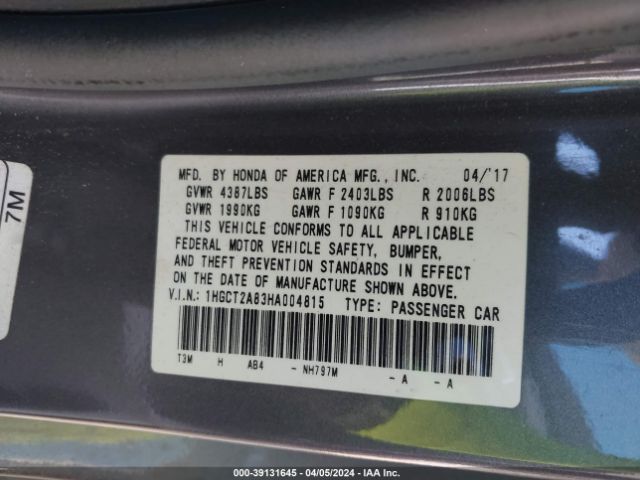 7M
MFD. BY HONDA OF AMERICA MFG., INC. 04/'17
GVWR 4387LBS GAWR F 2403LBS R 2006LBS
GVWR 1990KG GAWR F 1090KG R 910KG
THIS VEHICLE CONFORMS TO ALL APPLICABLE
FEDERAL MOTOR VEHICLE SAFETY, BUMPER,
AND THEFT PREVENTION STANDARDS IN EFFECT
ON THE DATE OF MANUFACTURE SHOWN ABOVE.
V.I.N.: 1HGCT2A83HA004815 TYPE: PASSENGER CAR
T3M H AB4 - NH797M - A - A
000-39131645 | 04/05/2024 | IAA Inc.